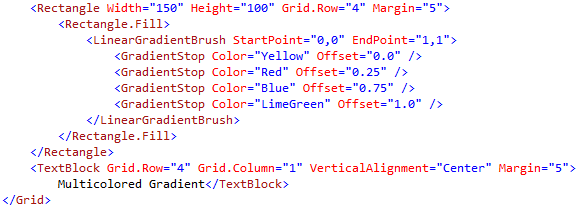 <Rectangle Width="150" Height="100" Grid.Row="4" Margin="5">
<Rectangle.Fill>
<LinearGradientBrush StartPoint="0,0" EndPoint="1,1">
<GradientStop Color="Yellow" Offset="0.0" />
<GradientStop Color="Red" Offset="0.25" />
<GradientStop Color="Blue" Offset="0.75" />
<GradientStop Color="LimeGreen" Offset="1.0" />
</LinearGradientBrush>
</Rectangle.Fill>
</Rectangle>
<TextBlock Grid.Row="4" Grid.Column="1" VerticalAlignment="Center" Margin="5">
Multicolored Gradient</TextBlock>
</Grid>